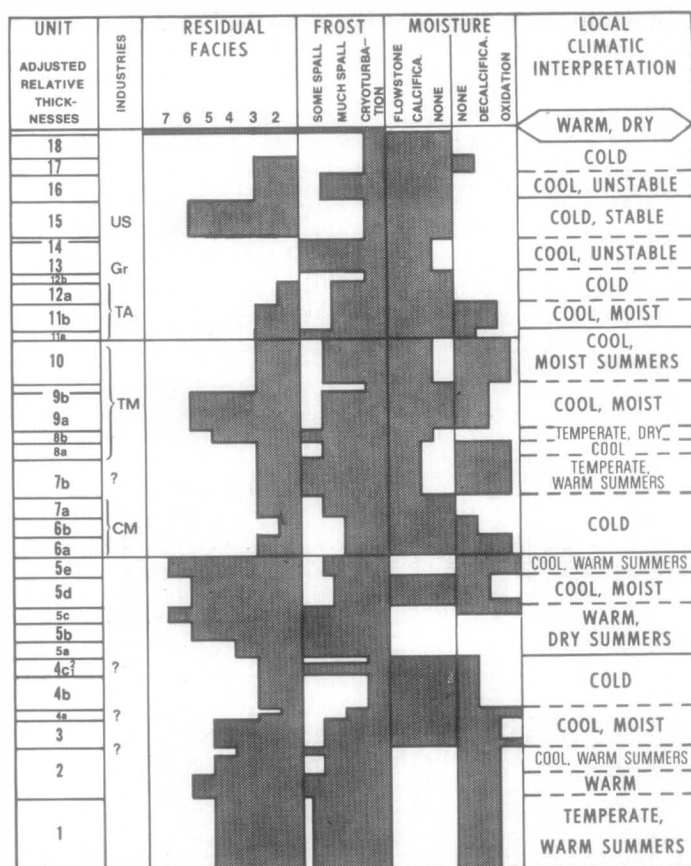 UNIT
ADJUSTED
RELATIVE
THICK-
NESSES
INDUSTRIES
RESIDUAL
FACIES
7 6 5 4 3 2
FROST
SOME SPALL
MUCH SPALL
CRYOTURBA-
TION
MOISTURE
FLOWSTONE
CALCIFICA.
NONE
NONE
DECALCIFICA.
OXIDATION
LOCAL
CLIMATIC
INTERPRETATION
WARM, DRY
18
COLD
17
16
COOL, UNSTABLE
15
US
COLD, STABLE
14
COOL, UNSTABLE
13
Gr
12b
COLD
12a
11b
TA
COOL, MOIST
11a
10
COOL,
MOIST SUMMERS
9b
TM
COOL, MOIST
9a
8b
TEMPERATE, DRY
8a
COOL
7b
?
TEMPERATE,
WARM SUMMERS
7a
6b
CM
COLD
6a
5e
COOL, WARM SUMMERS
5d
COOL, MOIST
5c
WARM,
DRY SUMMERS
5b
5a
4c 2
1
?
COLD
4b
4a
?
3
COOL, MOIST
?
COOL, WARM SUMMERS
2
WARM
1
TEMPERATE,
WARM SUMMERS